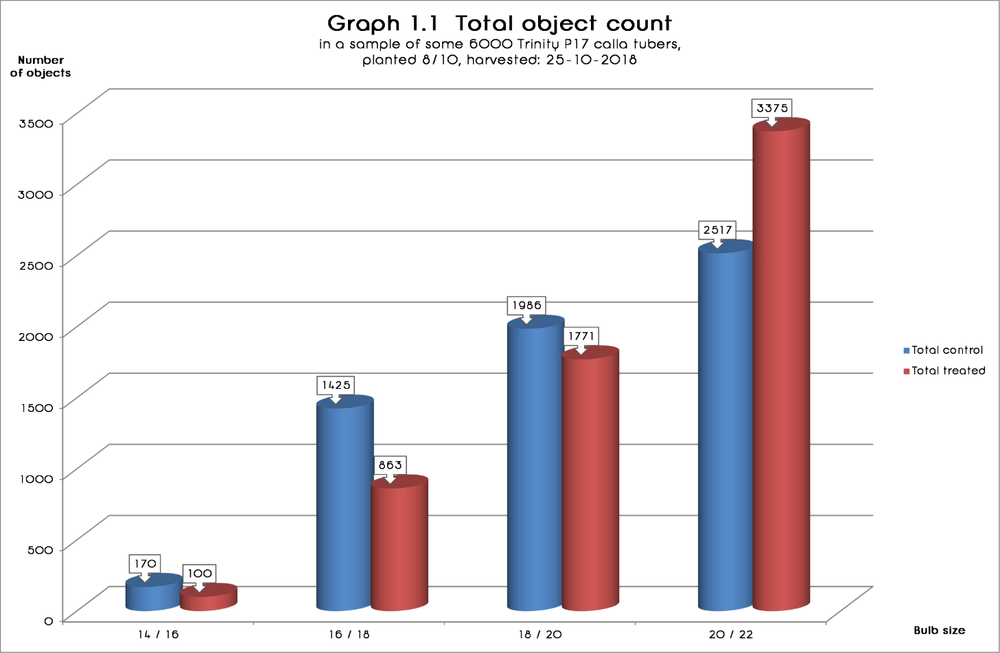 Graph 1.1  Total object count
in a sample of some 6000 Trinity P17 calla tubers,
planted 8/10, harvested: 25-10-2018
Number
of objects
3500
3000
2500
2000
1500
1000
500
0
170
100
1425
863
1986
1771
2517
3375
14 / 16
16 / 18
18 / 20
20 / 22
Bulb size
Total control
Total treated